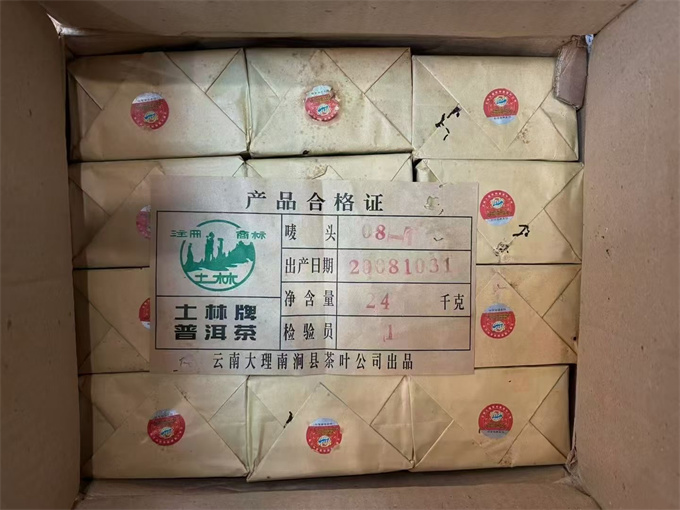 产品合格证
注册 商标
土林
土林牌
普洱茶
唛头 08-
出产日期 20081031
净含量 24 千克
检验员 1
云南大理南涧县茶叶公司出品